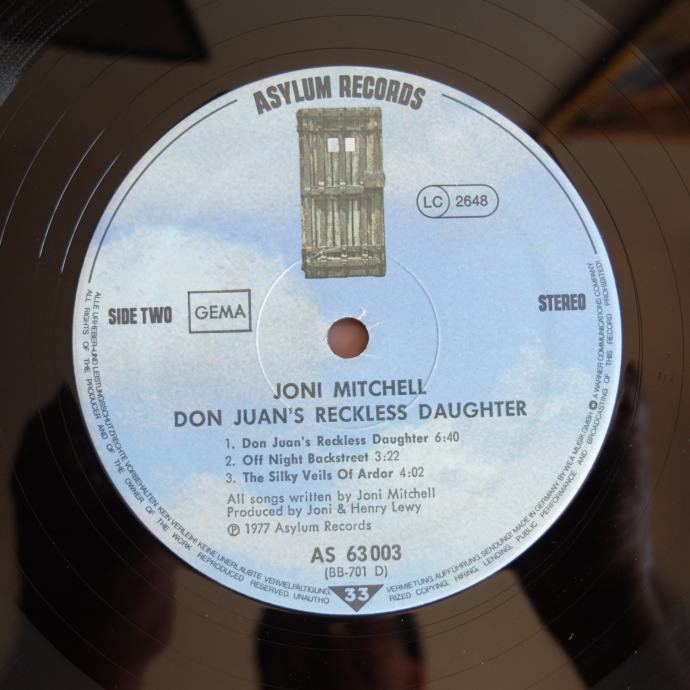 ASYLUM RECORDS
LC 2648
SIDE TWO
GEMA
STEREO
JONI MITCHELL
DON JUAN'S RECKLESS DAUGHTER
1. Don Juan's Reckless Daughter 6:40
2. Off Night Backstreet 3:22
3. The Silky Veils Of Ardor 4:02
All songs written by Joni Mitchell
Produced by Joni & Henry Lewy
℗ 1977 Asylum Records
AS 63 003
(BB-701 D)
33
ALLE URHEBER-UND LEISTUNGSSCHUTZRECHTE VORBEHALTEN. KEIN VERLEIH! KEINE UNERLAUBTE VERVIELFÄLTIGUNG, VERMIETUNG, AUFFÜHRUNG, SENDUNG! MADE IN GERMANY BY WEA MUSIK GMBH A WARNER COMMUNICATIONS COMPANY
ALL RIGHTS OF THE PRODUCER AND OF THE OWNER OF THE WORK REPRODUCED RESERVED. UNAUTHORIZED COPYING, HIRING, LENDING, PUBLIC PERFORMANCE AND BROADCASTING OF THIS RECORD PROHIBITED!